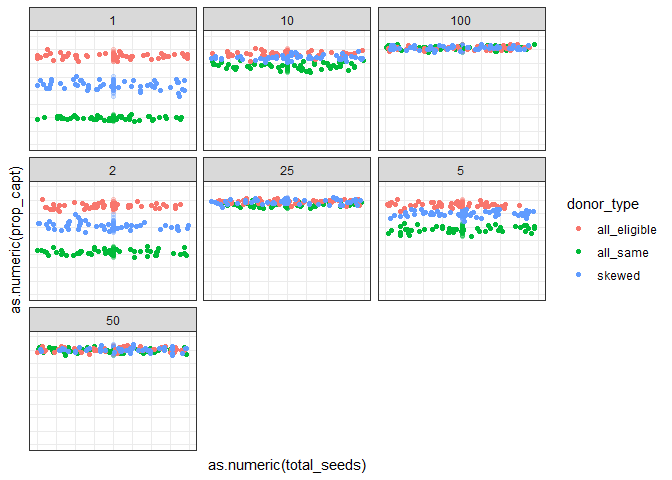 1
10
100
2
25
5
50
as.numeric(prop_capt)
as.numeric(total_seeds)
donor_type
all_eligible
all_same
skewed